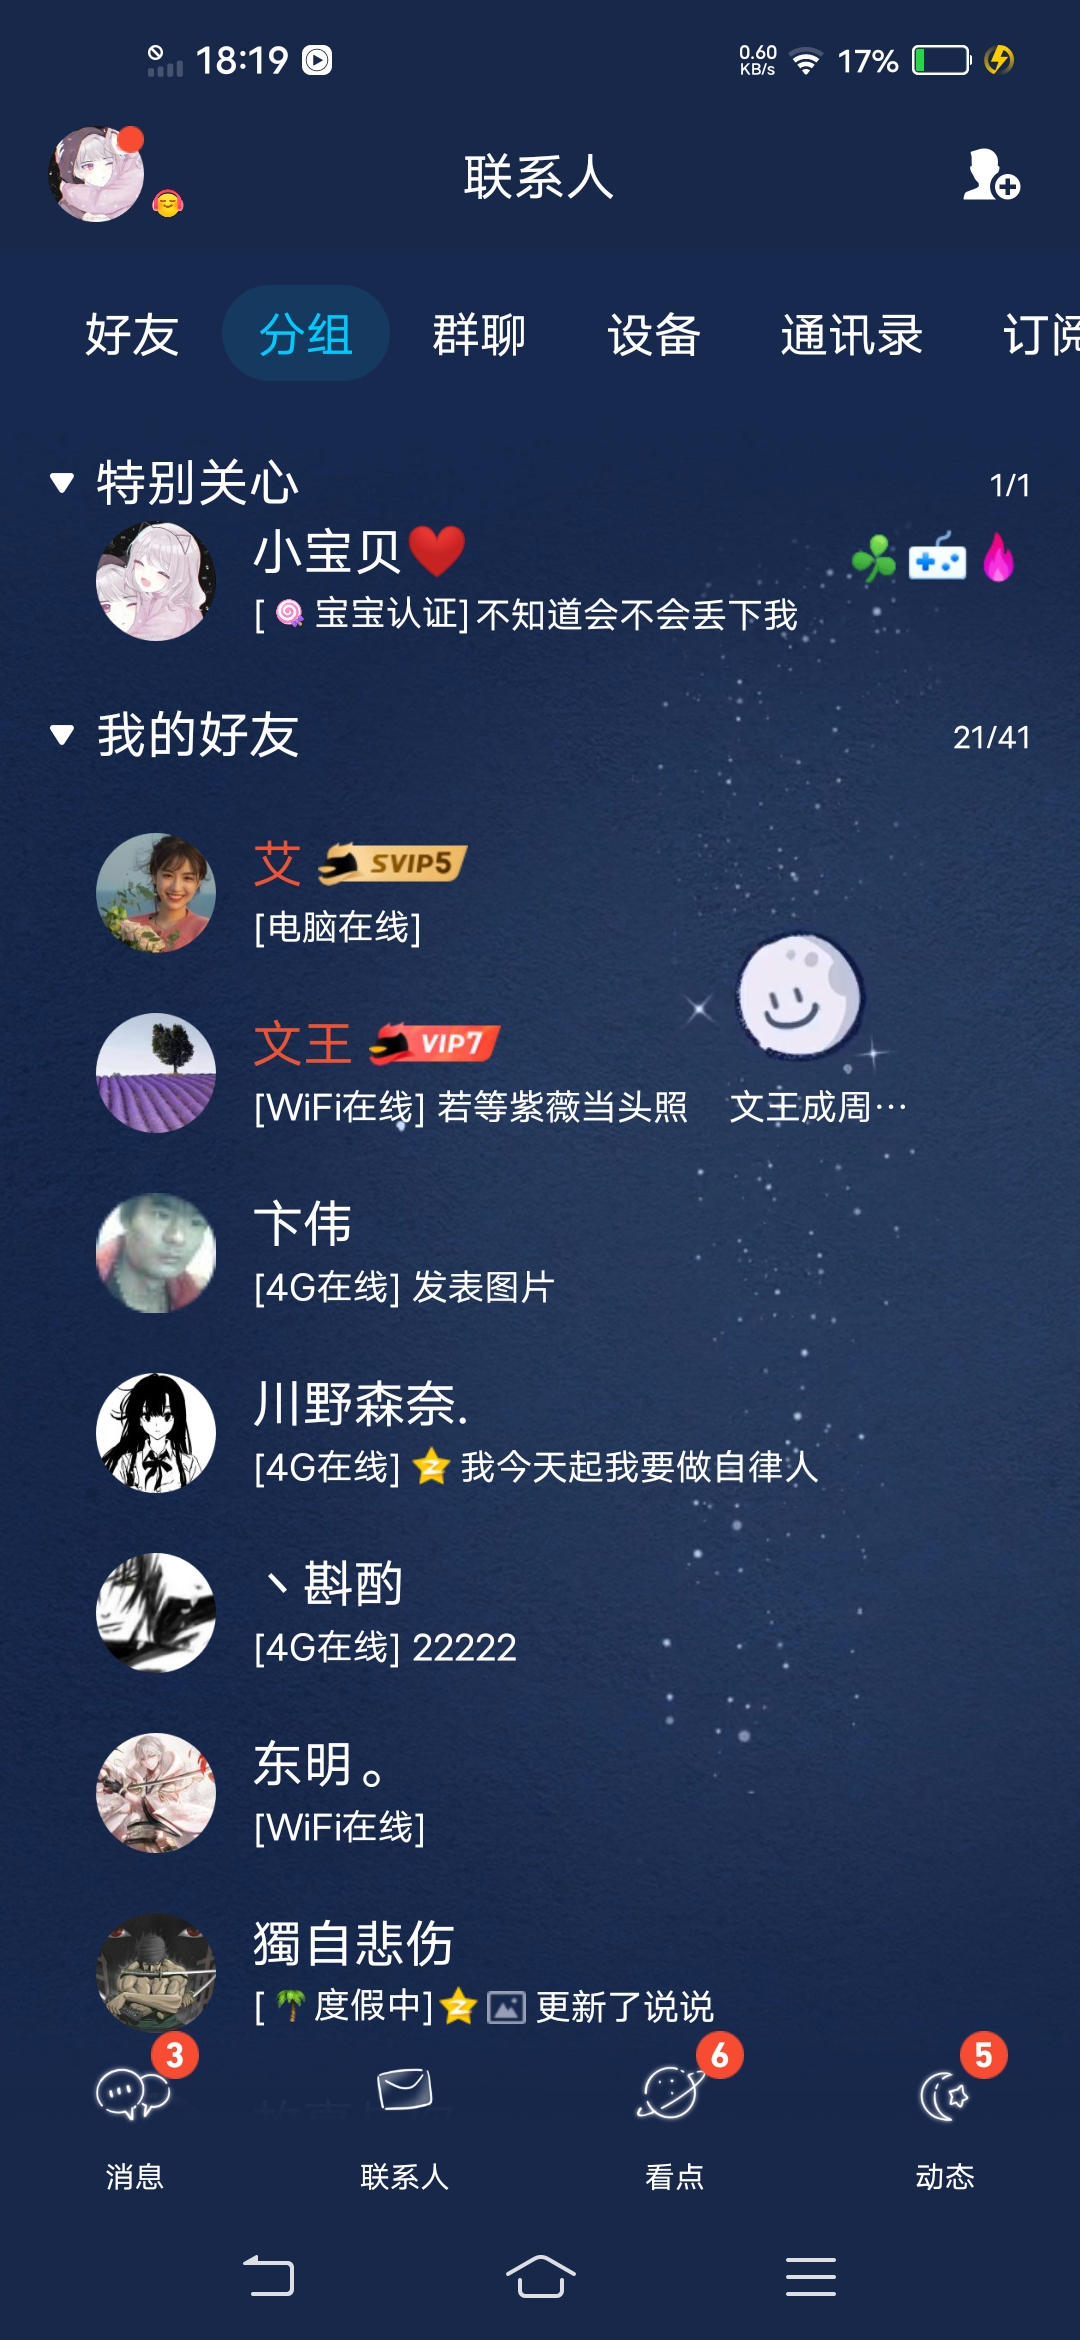 18:19
0.60 KB/s
17%
联系人
好友 分组 群聊 设备 通讯录 订阅
特别关心 1/1
小宝贝❤️
[🍭宝宝认证]不知道会不会丢下我
我的好友 21/41
艾 SVIP5
[电脑在线]
文王 VIP7
[WiFi在线] 若等紫薇当头照 文王成周…
卞伟
[4G在线] 发表图片
川野森奈.
[4G在线] 我今天起我要做自律人
丶斟酌
[4G在线] 22222
东明。
[WiFi在线]
獨自悲伤
[🌴度假中] 更新了说说
3 6 5
消息 联系人 看点 动态